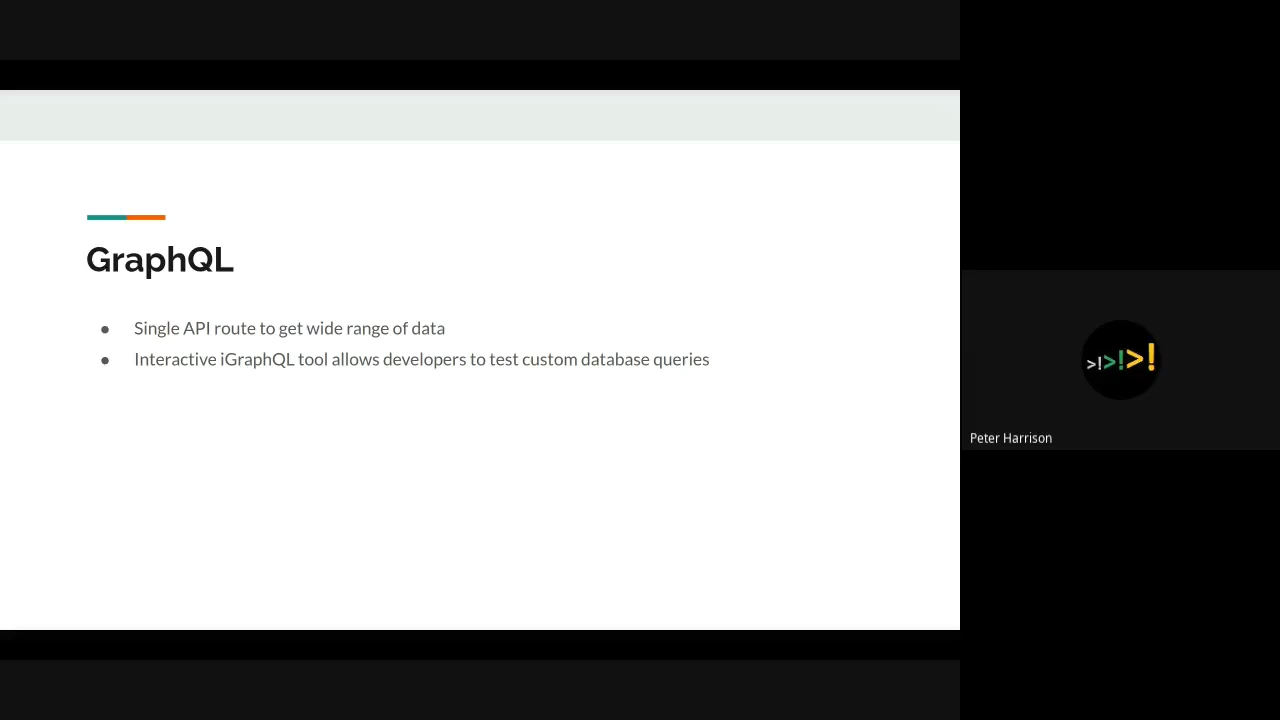 GraphQL
● Single API route to get wide range of data
● Interactive iGraphQL tool allows developers to test custom database queries
>!>!>!
Peter Harrison